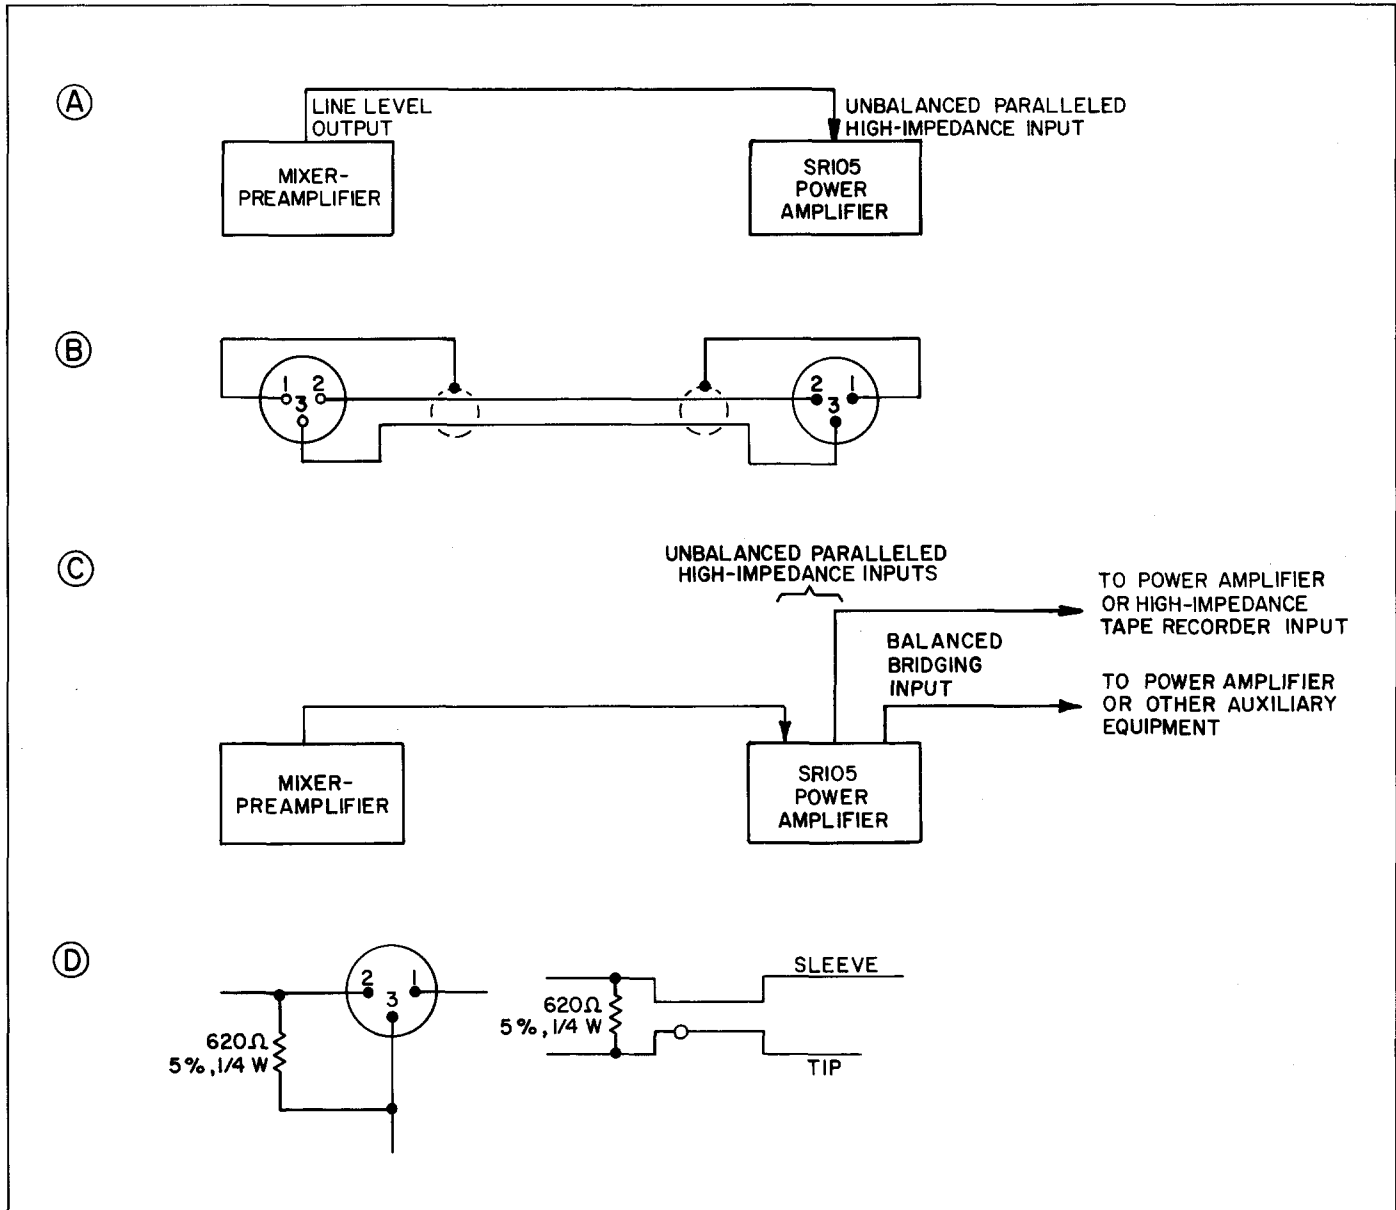 A
LINE LEVEL
OUTPUT
UNBALANCED PARALLELED
HIGH-IMPEDANCE INPUT
MIXER-
PREAMPLIFIER
SR105
POWER
AMPLIFIER
B
1 2
3
2 1
3
C
UNBALANCED PARALLELED
HIGH-IMPEDANCE INPUTS
TO POWER AMPLIFIER
OR HIGH-IMPEDANCE
TAPE RECORDER INPUT
BALANCED
BRIDGING
INPUT
TO POWER AMPLIFIER
OR OTHER AUXILIARY
EQUIPMENT
MIXER-
PREAMPLIFIER
SR105
POWER
AMPLIFIER
D
2 1
3
620Ω
5%, 1/4 W
SLEEVE
620Ω
5%, 1/4 W
TIP